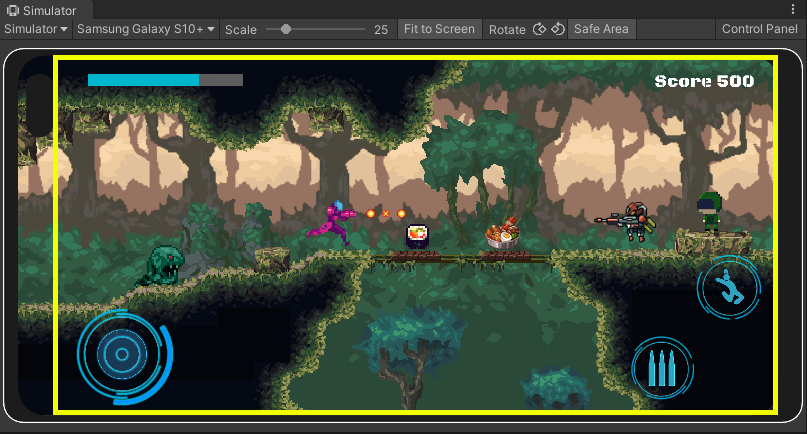 Simulator
Simulator Samsung Galaxy S10+ Scale 25 Fit to Screen Rotate Safe Area Control Panel
Score 500